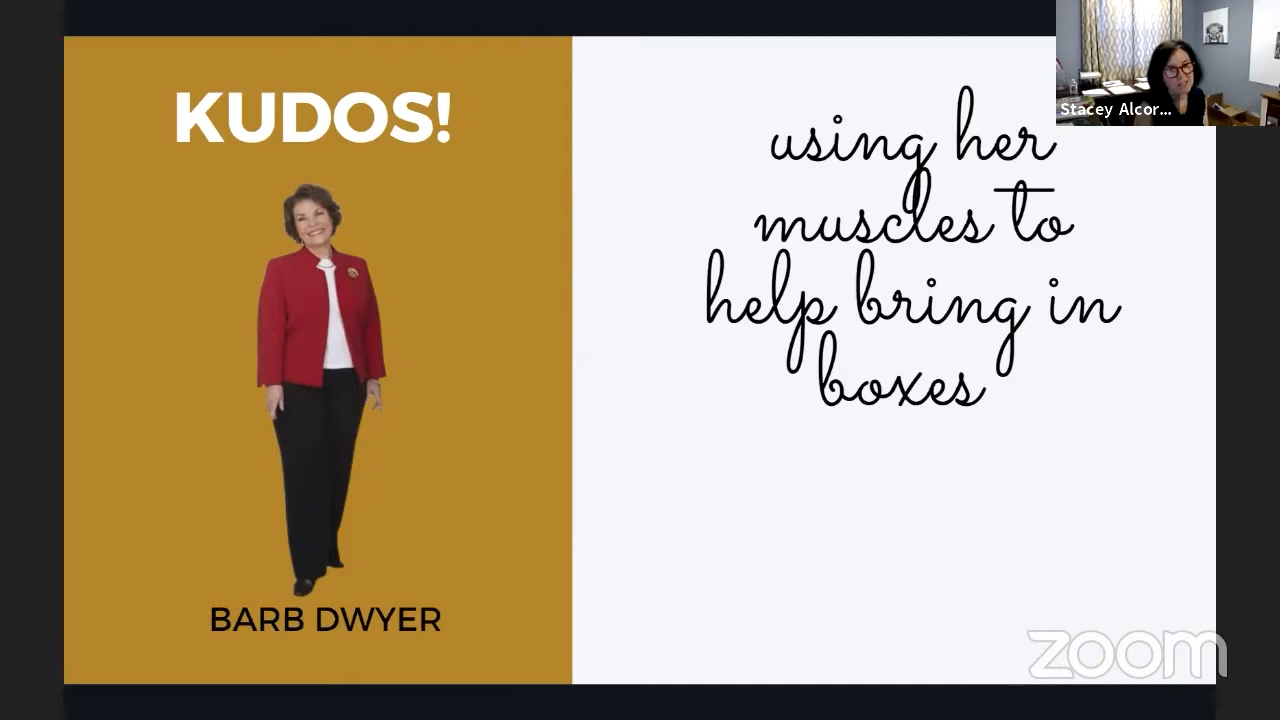 KUDOS!
BARB DWYER
using her
muscles to
help bring in
boxes
Stacey Alcor...
zoom